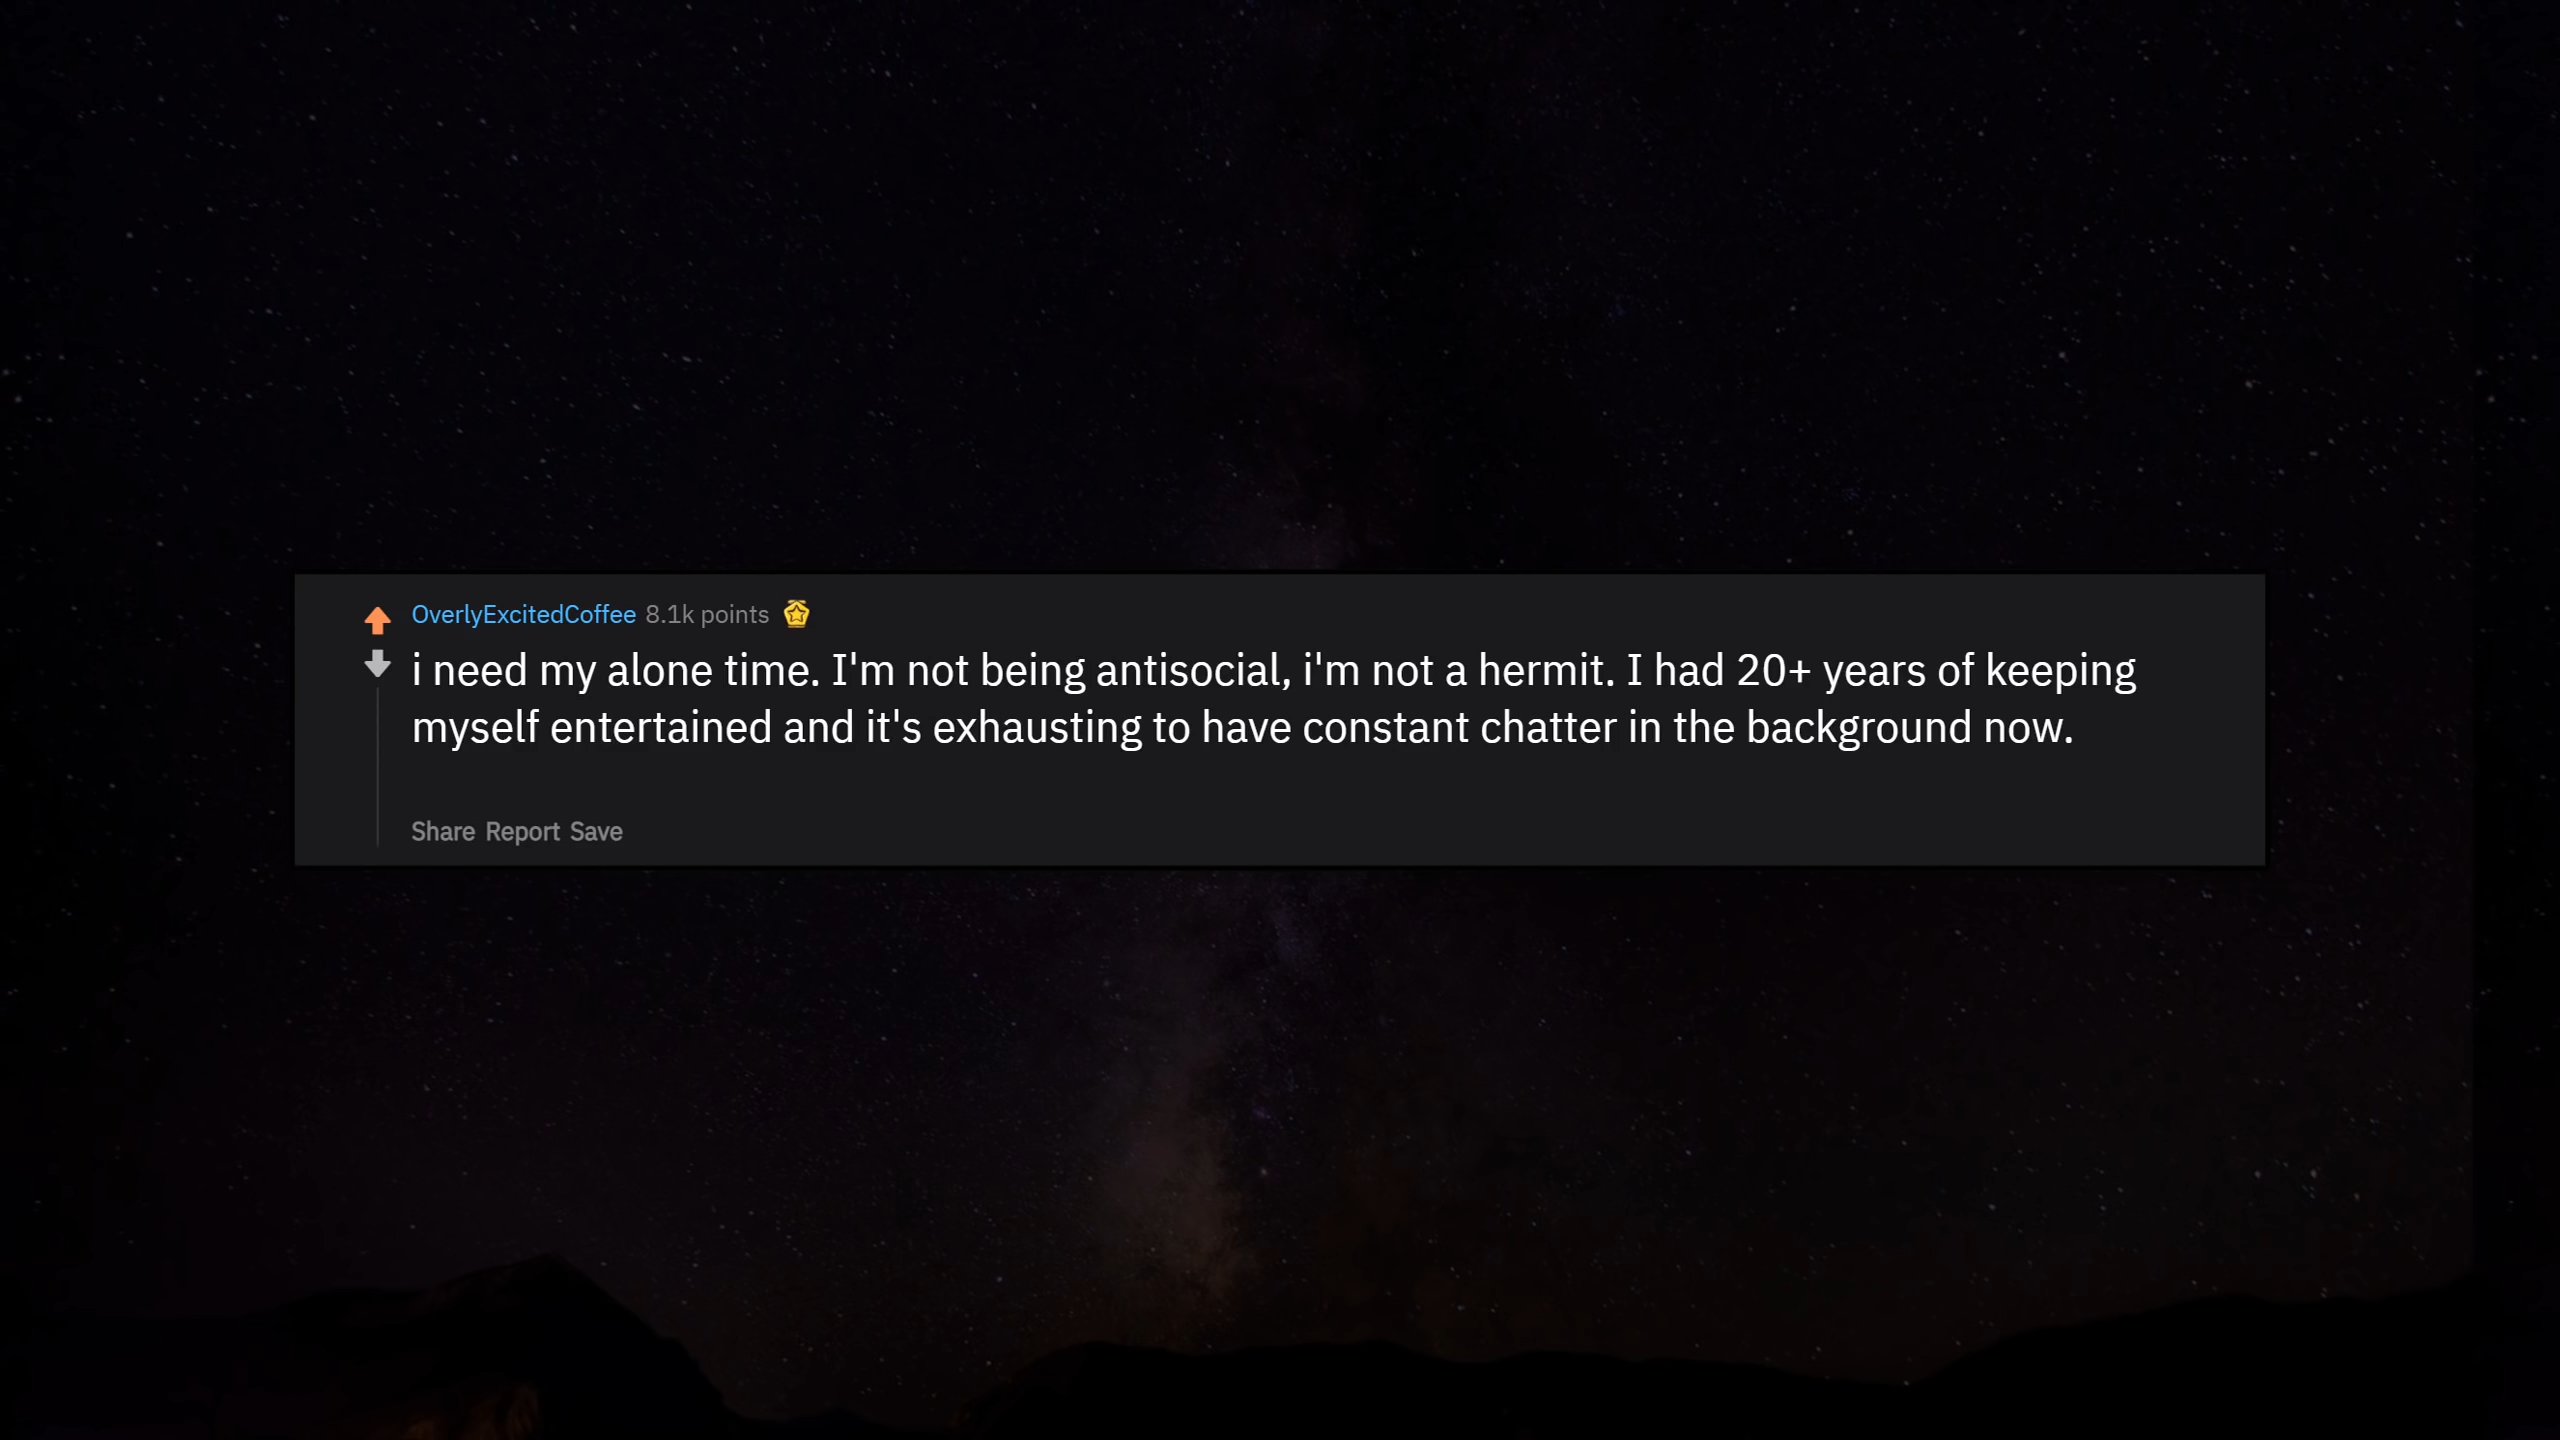 OverlyExcitedCoffee 8.1k points
i need my alone time. I'm not being antisocial, i'm not a hermit. I had 20+ years of keeping
myself entertained and it's exhausting to have constant chatter in the background now.
Share Report Save